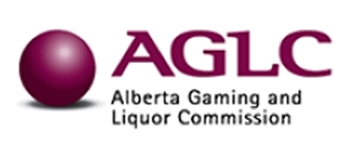 AGLC
Alberta Gaming and
Liquor Commission